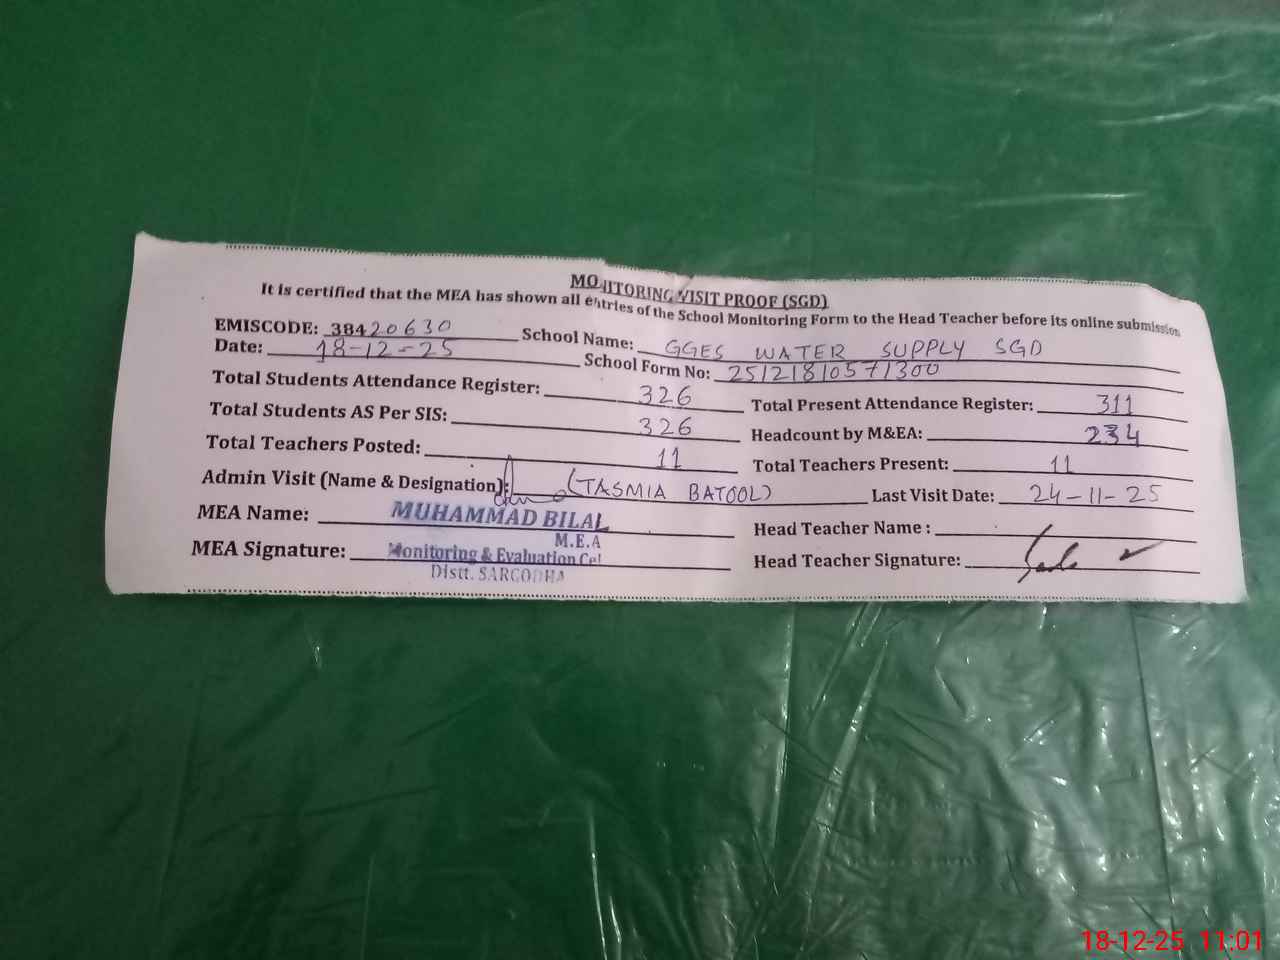 MONITORING VISIT PROOF (SGD)
It is certified that the MEA has shown all entries of the School Monitoring Form to the Head Teacher before its online submission
EMISCODE: 38420630 School Name: GGES WATER SUPPLY SGD
Date: 18-12-25 School Form No: 25121810571300
Total Students Attendance Register: 326 Total Present Attendance Register: 311
Total Students AS Per SIS: 326 Headcount by M&EA: 234
Total Teachers Posted: 11 Total Teachers Present: 11
Admin Visit (Name & Designation): (TASMIA BATOOL) Last Visit Date: 24-11-25
MEA Name: MUHAMMAD BILAL Head Teacher Name :
M.E.A
MEA Signature: Monitoring & Evaluation Cel Head Teacher Signature:
Distt. SARGODHA
18-12-25 11:01